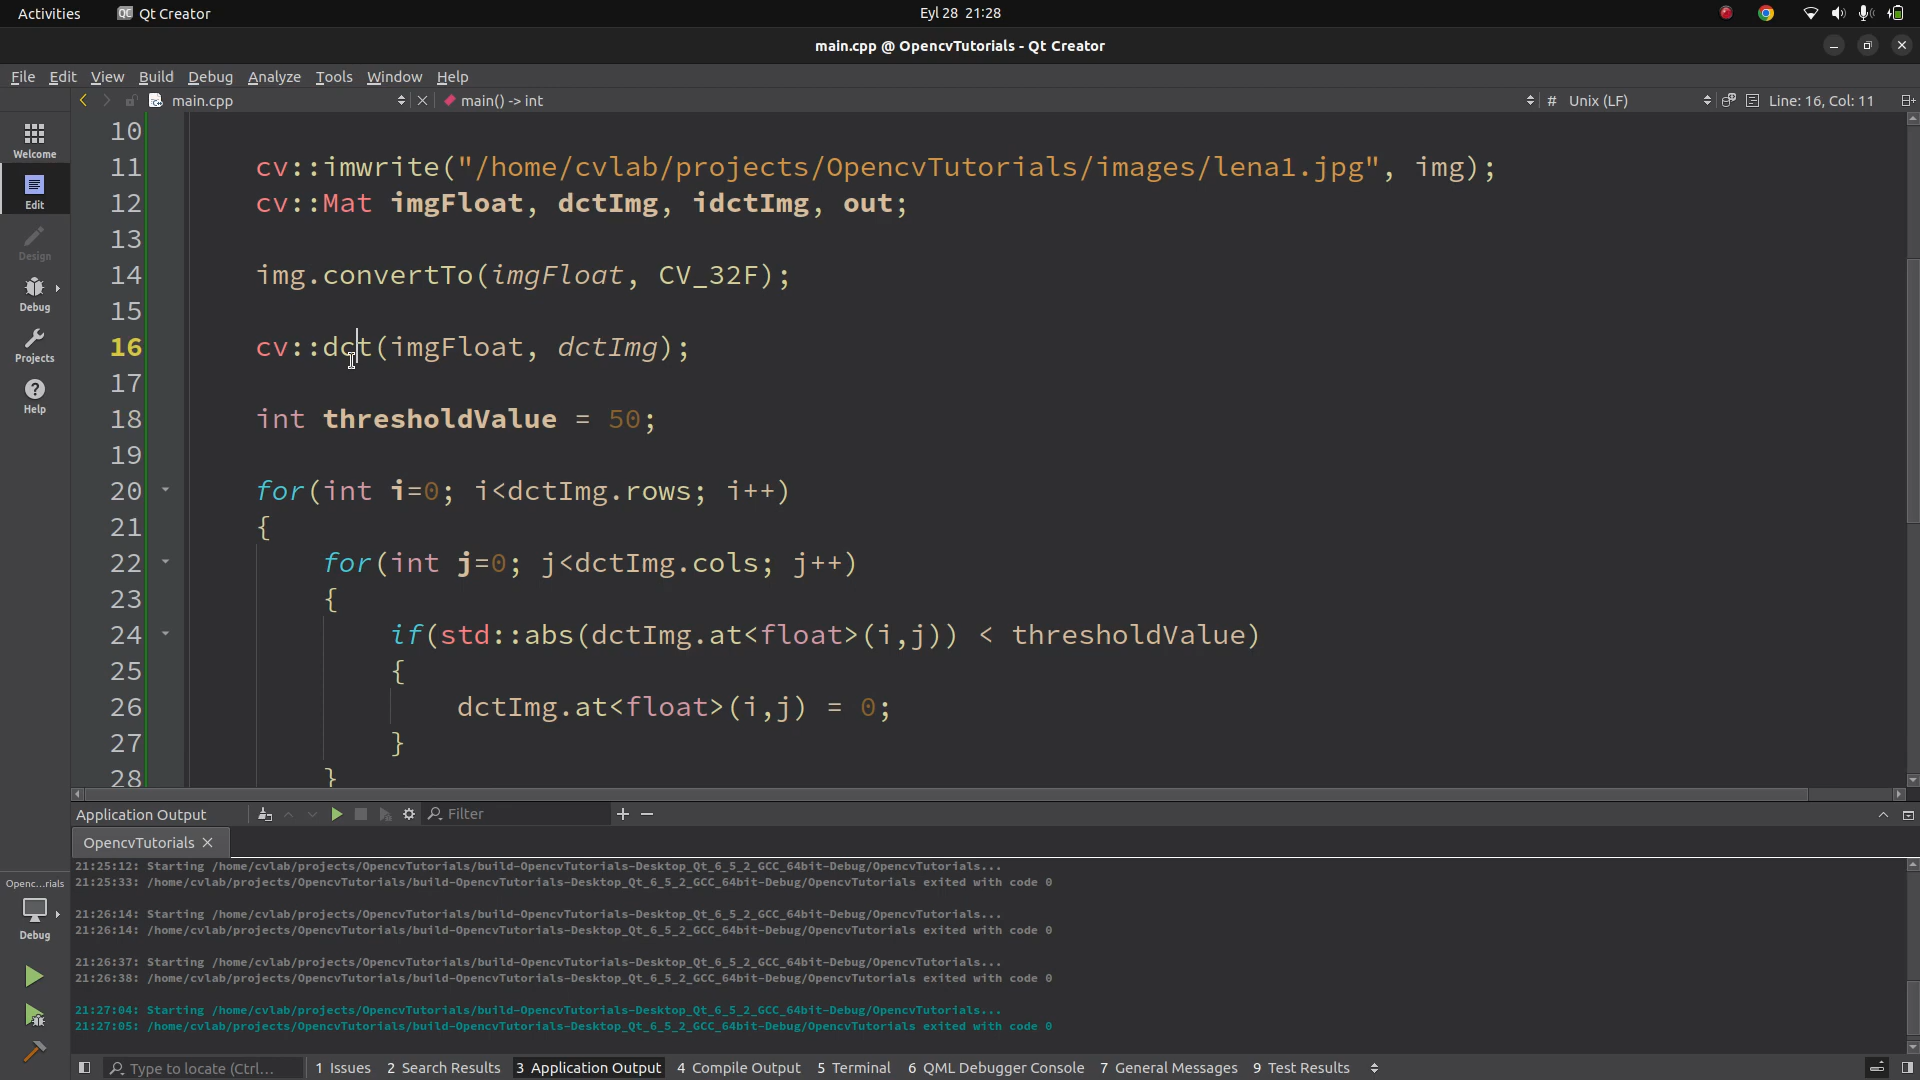 Activities Qt Creator Eyl 28 21:28
main.cpp @ OpencvTutorials - Qt Creator
File Edit View Build Debug Analyze Tools Window Help
main.cpp main() -> int # Unix (LF) Line: 16, Col: 11
Welcome
Edit
Design
Debug
Projects
Help
10
11 cv::imwrite("/home/cvlab/projects/OpencvTutorials/images/lena1.jpg", img);
12 cv::Mat imgFloat, dctImg, idctImg, out;
13
14 img.convertTo(imgFloat, CV_32F);
15
16 cv::dct(imgFloat, dctImg);
17
18 int thresholdValue = 50;
19
20 for(int i=0; i<dctImg.rows; i++)
21 {
22 for(int j=0; j<dctImg.cols; j++)
23 {
24 if(std::abs(dctImg.at<float>(i,j)) < thresholdValue)
25 {
26 dctImg.at<float>(i,j) = 0;
27 }
28 }
Application Output Filter
OpencvTutorials
21:25:12: Starting /home/cvlab/projects/OpencvTutorials/build-OpencvTutorials-Desktop_Qt_6_5_2_GCC_64bit-Debug/OpencvTutorials...
21:25:33: /home/cvlab/projects/OpencvTutorials/build-OpencvTutorials-Desktop_Qt_6_5_2_GCC_64bit-Debug/OpencvTutorials exited with code 0
21:26:14: Starting /home/cvlab/projects/OpencvTutorials/build-OpencvTutorials-Desktop_Qt_6_5_2_GCC_64bit-Debug/OpencvTutorials...
21:26:14: /home/cvlab/projects/OpencvTutorials/build-OpencvTutorials-Desktop_Qt_6_5_2_GCC_64bit-Debug/OpencvTutorials exited with code 0
21:26:37: Starting /home/cvlab/projects/OpencvTutorials/build-OpencvTutorials-Desktop_Qt_6_5_2_GCC_64bit-Debug/OpencvTutorials...
21:26:38: /home/cvlab/projects/OpencvTutorials/build-OpencvTutorials-Desktop_Qt_6_5_2_GCC_64bit-Debug/OpencvTutorials exited with code 0
21:27:04: Starting /home/cvlab/projects/OpencvTutorials/build-OpencvTutorials-Desktop_Qt_6_5_2_GCC_64bit-Debug/OpencvTutorials...
21:27:05: /home/cvlab/projects/OpencvTutorials/build-OpencvTutorials-Desktop_Qt_6_5_2_GCC_64bit-Debug/OpencvTutorials exited with code 0
Openc...rials
Debug
Type to locate (Ctrl... 1 Issues 2 Search Results 3 Application Output 4 Compile Output 5 Terminal 6 QML Debugger Console 7 General Messages 9 Test Results